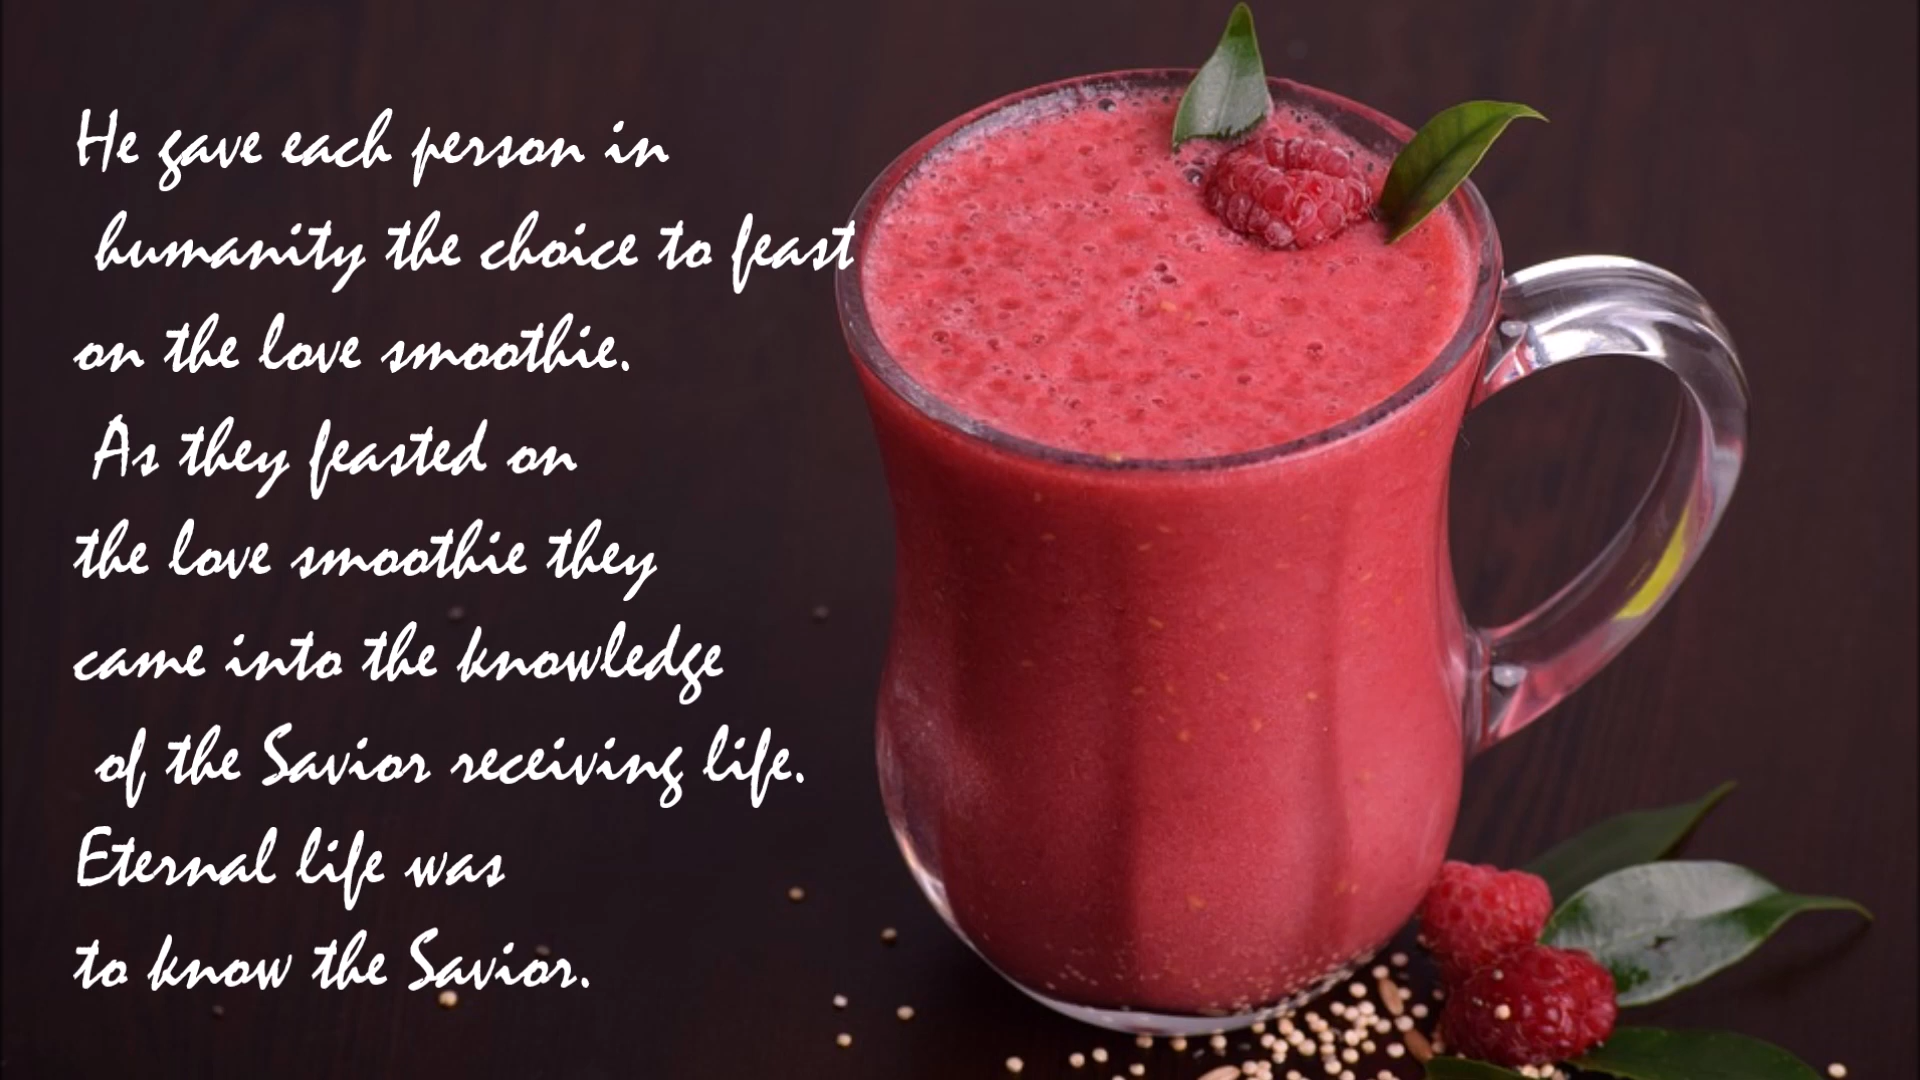 He gave each person in
humanity the choice to feast
on the love smoothie.
As they feasted on
the love smoothie they
came into the knowledge
of the Savior receiving life.
Eternal life was
to know the Savior.